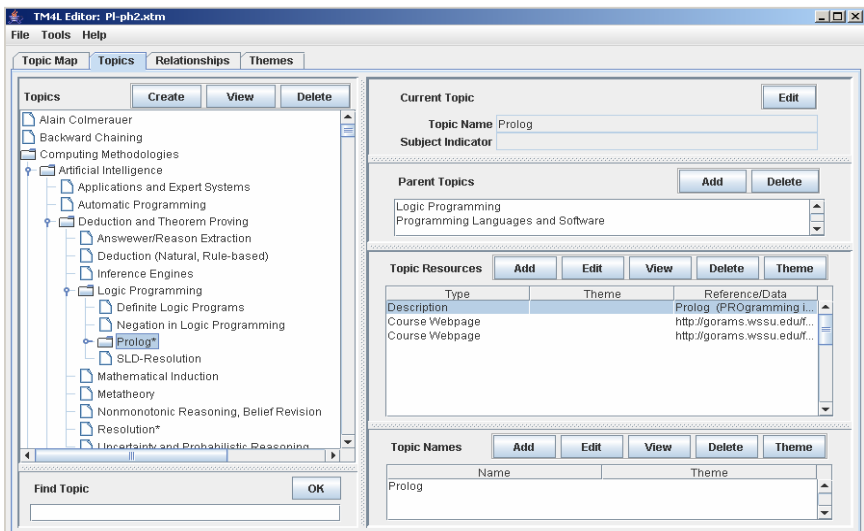 TM4L Editor: Pl-ph2.xtm
File Tools Help
Topic Map Topics Relationships Themes
Topics Create View Delete
Alain Colmerauer
Backward Chaining
Computing Methodologies
Artificial Intelligence
Applications and Expert Systems
Automatic Programming
Deduction and Theorem Proving
Answewer/Reason Extraction
Deduction (Natural, Rule-based)
Inference Engines
Logic Programming
Definite Logic Programs
Negation in Logic Programming
Prolog*
SLD-Resolution
Mathematical Induction
Metatheory
Nonmonotonic Reasoning, Belief Revision
Resolution*
Uncertainty and Probabilistic Reasoning
Find Topic OK
Current Topic Edit
Topic Name Prolog
Subject Indicator
Parent Topics Add Delete
Logic Programming
Programming Languages and Software
Topic Resources Add Edit View Delete Theme
Type Theme Reference/Data
Description Prolog (PROgramming i...
Course Webpage http://gorams.wssu.edu/f...
Course Webpage http://gorams.wssu.edu/f...
Topic Names Add Edit View Delete Theme
Name Theme
Prolog